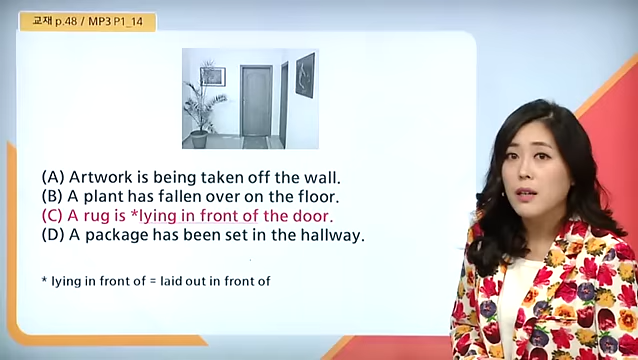 교재 p.48 / MP3 P1_14
(A) Artwork is being taken off the wall.
(B) A plant has fallen over on the floor.
(C) A rug is *lying in front of the door.
(D) A package has been set in the hallway.
* lying in front of = laid out in front of